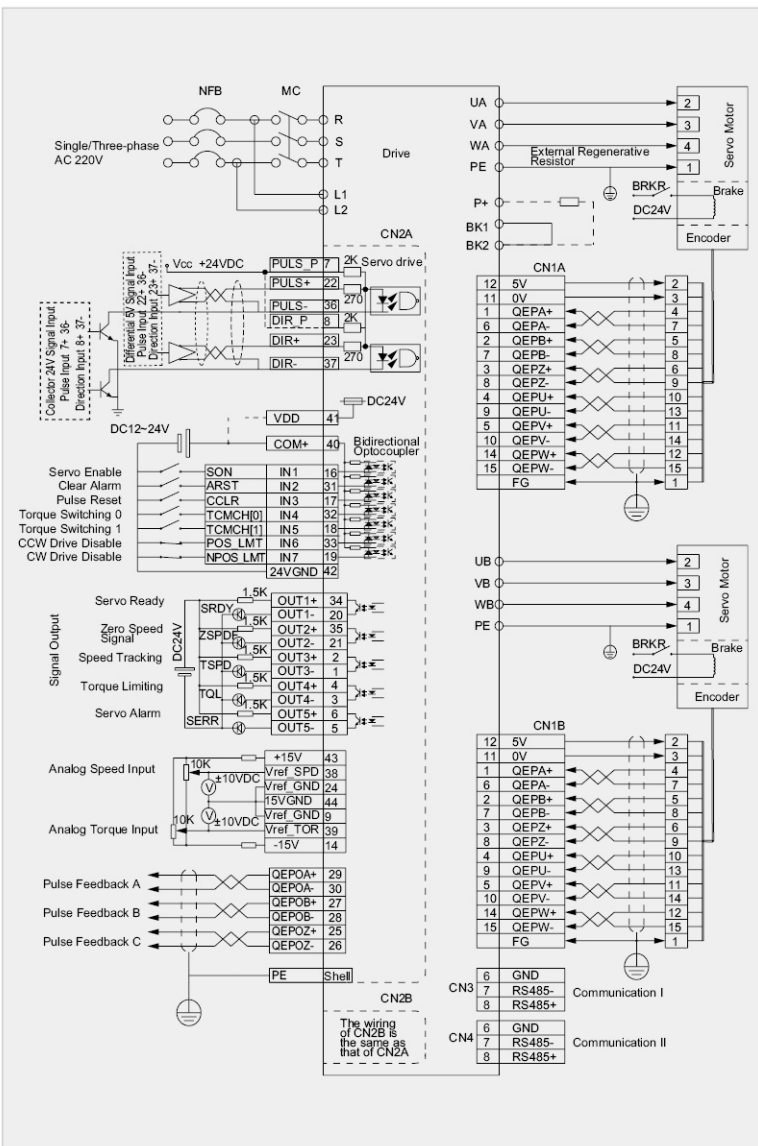 NFB MC
R
S
T
Single/Three-phase
AC 220V
L1
L2
Drive
CN2A
Vcc +24VDC
PULS_P 7 2K Servo drive
PULS+ 22
270
PULS- 36
DIR_P 8 2K
DIR+ 23
270
DIR- 37
Differential 5V Signal Input
Pulse Input 22+ 36-
Direction Input 23+ 37-
Collector 24V Signal Input
Pulse Input 7+ 36-
Direction Input 8+ 37-
DC24V
VDD 41
DC12~24V
COM+ 40
Bidirectional
Optocoupler
Servo Enable SON IN1 16
Clear Alarm ARST IN2 31
Pulse Reset CCLR IN3 17
Torque Switching 0 TCMCH[0] IN4 32
Torque Switching 1 TCMCH[1] IN5 18
CCW Drive Disable POS_LMT IN6 33
CW Drive Disable NPOS_LMT IN7 19
24VGND 42
Signal Output
DC24V
Servo Ready 1.5K OUT1+ 34
SRDY OUT1- 20
Zero Speed
Signal
1.5K OUT2+ 35
ZSPDE OUT2- 21
Speed Tracking 1.5K OUT3+ 2
TSPD OUT3- 1
Torque Limiting 1.5K OUT4+ 4
TQL OUT4- 3
Servo Alarm 1.5K OUT5+ 6
SERR OUT5- 5
+15V 43
Analog Speed Input 10K Vref_SPD 38
±10VDC Vref_GND 24
15VGND 44
10K ±10VDC Vref_GND 9
Analog Torque Input Vref_TOR 39
-15V 14
Pulse Feedback A
QEPOA+ 29
QEPOA- 30
Pulse Feedback B
QEPOB+ 27
QEPOB- 28
Pulse Feedback C
QEPOZ+ 25
QEPOZ- 26
PE Shell
CN2B
The wiring
of CN2B is
the same as
that of CN2A
UA 2
VA 3
WA 4
PE 1
Servo Motor
External Regenerative
Resistor
P+
BK1
BK2
BRKR Brake
DC24V
Encoder
CN1A
12 5V 2
11 0V 3
1 QEPA+ 4
6 QEPA- 7
2 QEPB+ 5
7 QEPB- 8
3 QEPZ+ 6
8 QEPZ- 9
4 QEPU+ 10
9 QEPU- 13
5 QEPV+ 11
10 QEPV- 14
14 QEPW+ 12
15 QEPW- 15
FG 1
UB 2
VB 3
WB 4
PE 1
Servo Motor
BRKR Brake
DC24V
Encoder
CN1B
12 5V 2
11 0V 3
1 QEPA+ 4
6 QEPA- 7
2 QEPB+ 5
7 QEPB- 8
3 QEPZ+ 6
8 QEPZ- 9
4 QEPU+ 10
9 QEPU- 13
5 QEPV+ 11
10 QEPV- 14
14 QEPW+ 12
15 QEPW- 15
FG 1
CN3
6 GND
7 RS485- Communication I
8 RS485+
CN4
6 GND
7 RS485- Communication II
8 RS485+